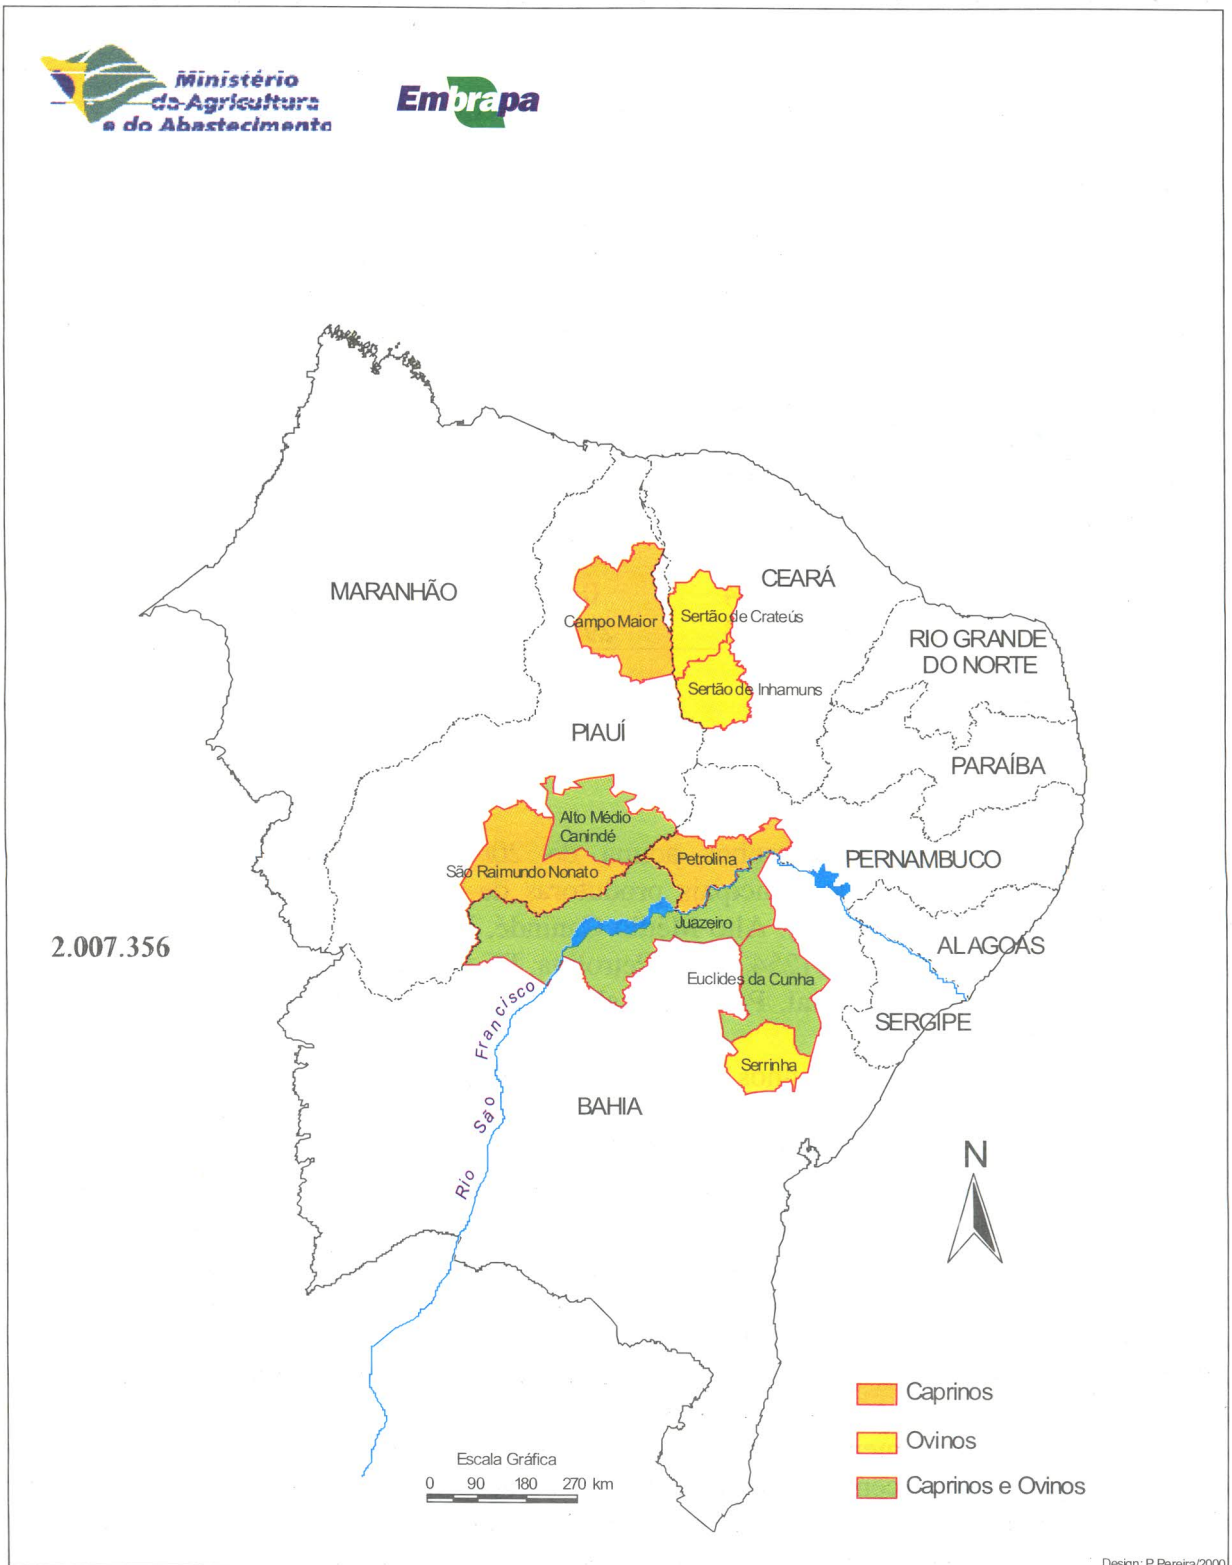 Ministério
da Agricultura
e do Abastecimento
Embrapa
MARANHÃO
CEARÁ
Campo Maior
Sertão de Crateús
RIO GRANDE
DO NORTE
Sertão de Inhamuns
PIAUÍ
PARAÍBA
Alto Médio
Canindé
Petrolina
PERNAMBUCO
São Raimundo Nonato
Juazeiro
2.007.356
ALAGOAS
Euclides da Cunha
SERGIPE
Serrinha
BAHIA
Rio São Francisco
N
Caprinos
Ovinos
Caprinos e Ovinos
Escala Gráfica
0 90 180 270 km
Design: P.Pereira/2000